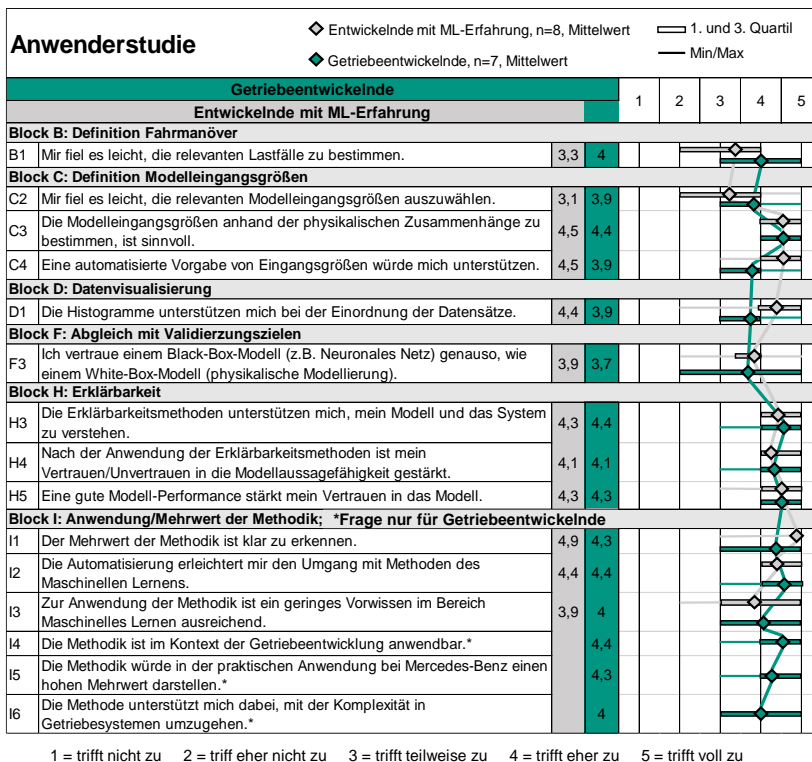 Anwenderstudie
Entwickelnde mit ML-Erfahrung, n=8, Mittelwert
Getriebeentwickelnde, n=7, Mittelwert
1. und 3. Quartil
Min/Max
Getriebeentwickelnde
Entwickelnde mit ML-Erfahrung
1 2 3 4 5
Block B: Definition Fahrmanöver
B1 Mir fiel es leicht, die relevanten Lastfälle zu bestimmen. 3,3 4
Block C: Definition Modelleingangsgrößen
C2 Mir fiel es leicht, die relevanten Modelleingangsgrößen auszuwählen. 3,1 3,9
C3 Die Modelleingangsgrößen anhand der physikalischen Zusammenhänge zu
bestimmen, ist sinnvoll. 4,5 4,4
C4 Eine automatisierte Vorgabe von Eingangsgrößen würde mich unterstützen. 4,5 3,9
Block D: Datenvisualisierung
D1 Die Histogramme unterstützen mich bei der Einordnung der Datensätze. 4,4 3,9
Block F: Abgleich mit Validierzungszielen
F3 Ich vertraue einem Black-Box-Modell (z.B. Neuronales Netz) genauso, wie
einem White-Box-Modell (physikalische Modellierung). 3,9 3,7
Block H: Erklärbarkeit
H3 Die Erklärbarkeitsmethoden unterstützen mich, mein Modell und das System
zu verstehen. 4,3 4,4
H4 Nach der Anwendung der Erklärbarkeitsmethoden ist mein
Vertrauen/Unvertrauen in die Modellaussagefähigkeit gestärkt. 4,1 4,1
H5 Eine gute Modell-Performance stärkt mein Vertrauen in das Modell. 4,3 4,3
Block I: Anwendung/Mehrwert der Methodik; *Frage nur für Getriebeentwickelnde
I1 Der Mehrwert der Methodik ist klar zu erkennen. 4,9 4,3
I2 Die Automatisierung erleichtert mir den Umgang mit Methoden des
Maschinellen Lernens. 4,4 4,4
I3 Zur Anwendung der Methodik ist ein geringes Vorwissen im Bereich
Maschinelles Lernen ausreichend. 3,9 4
I4 Die Methodik ist im Kontext der Getriebeentwicklung anwendbar.* 4,4
I5 Die Methodik würde in der praktischen Anwendung bei Mercedes-Benz einen
hohen Mehrwert darstellen.* 4,3
I6 Die Methode unterstützt mich dabei, mit der Komplexität in
Getriebesystemen umzugehen.* 4
1 = trifft nicht zu 2 = triff eher nicht zu 3 = trifft teilweise zu 4 = trifft eher zu 5 = trifft voll zu